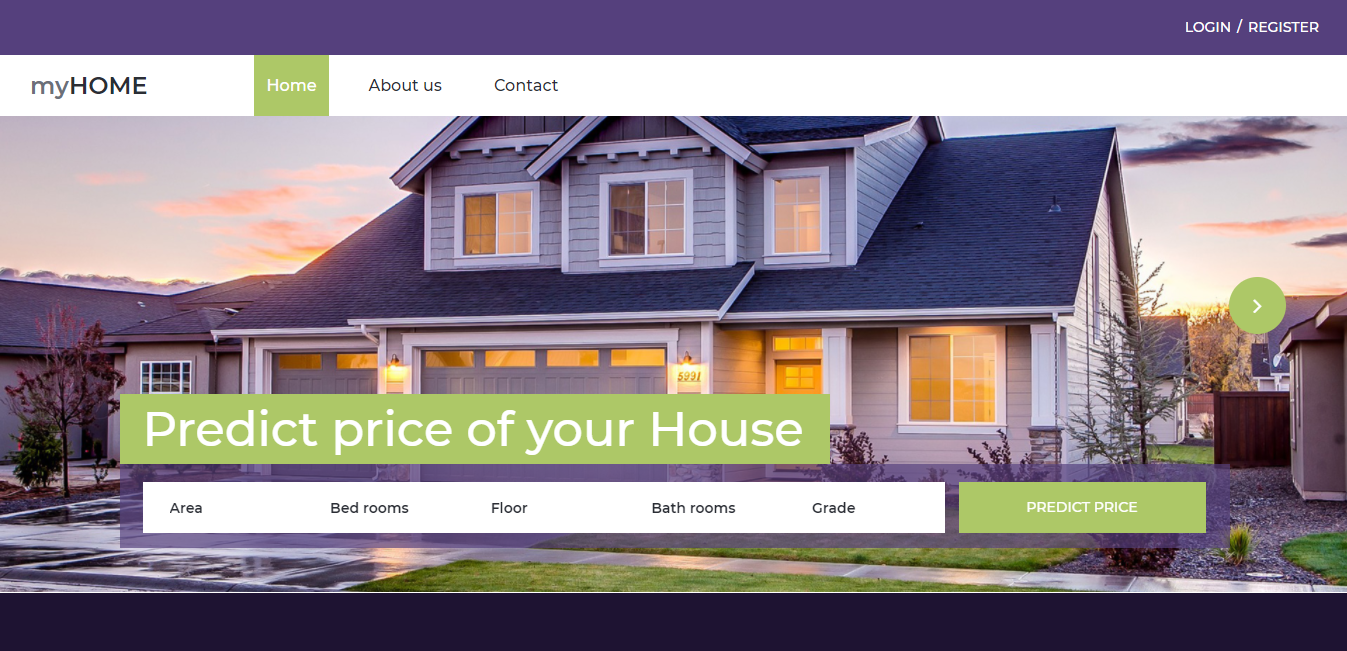 LOGIN / REGISTER
myHOME Home About us Contact
5991
Predict price of your House
Area Bed rooms Floor Bath rooms Grade PREDICT PRICE